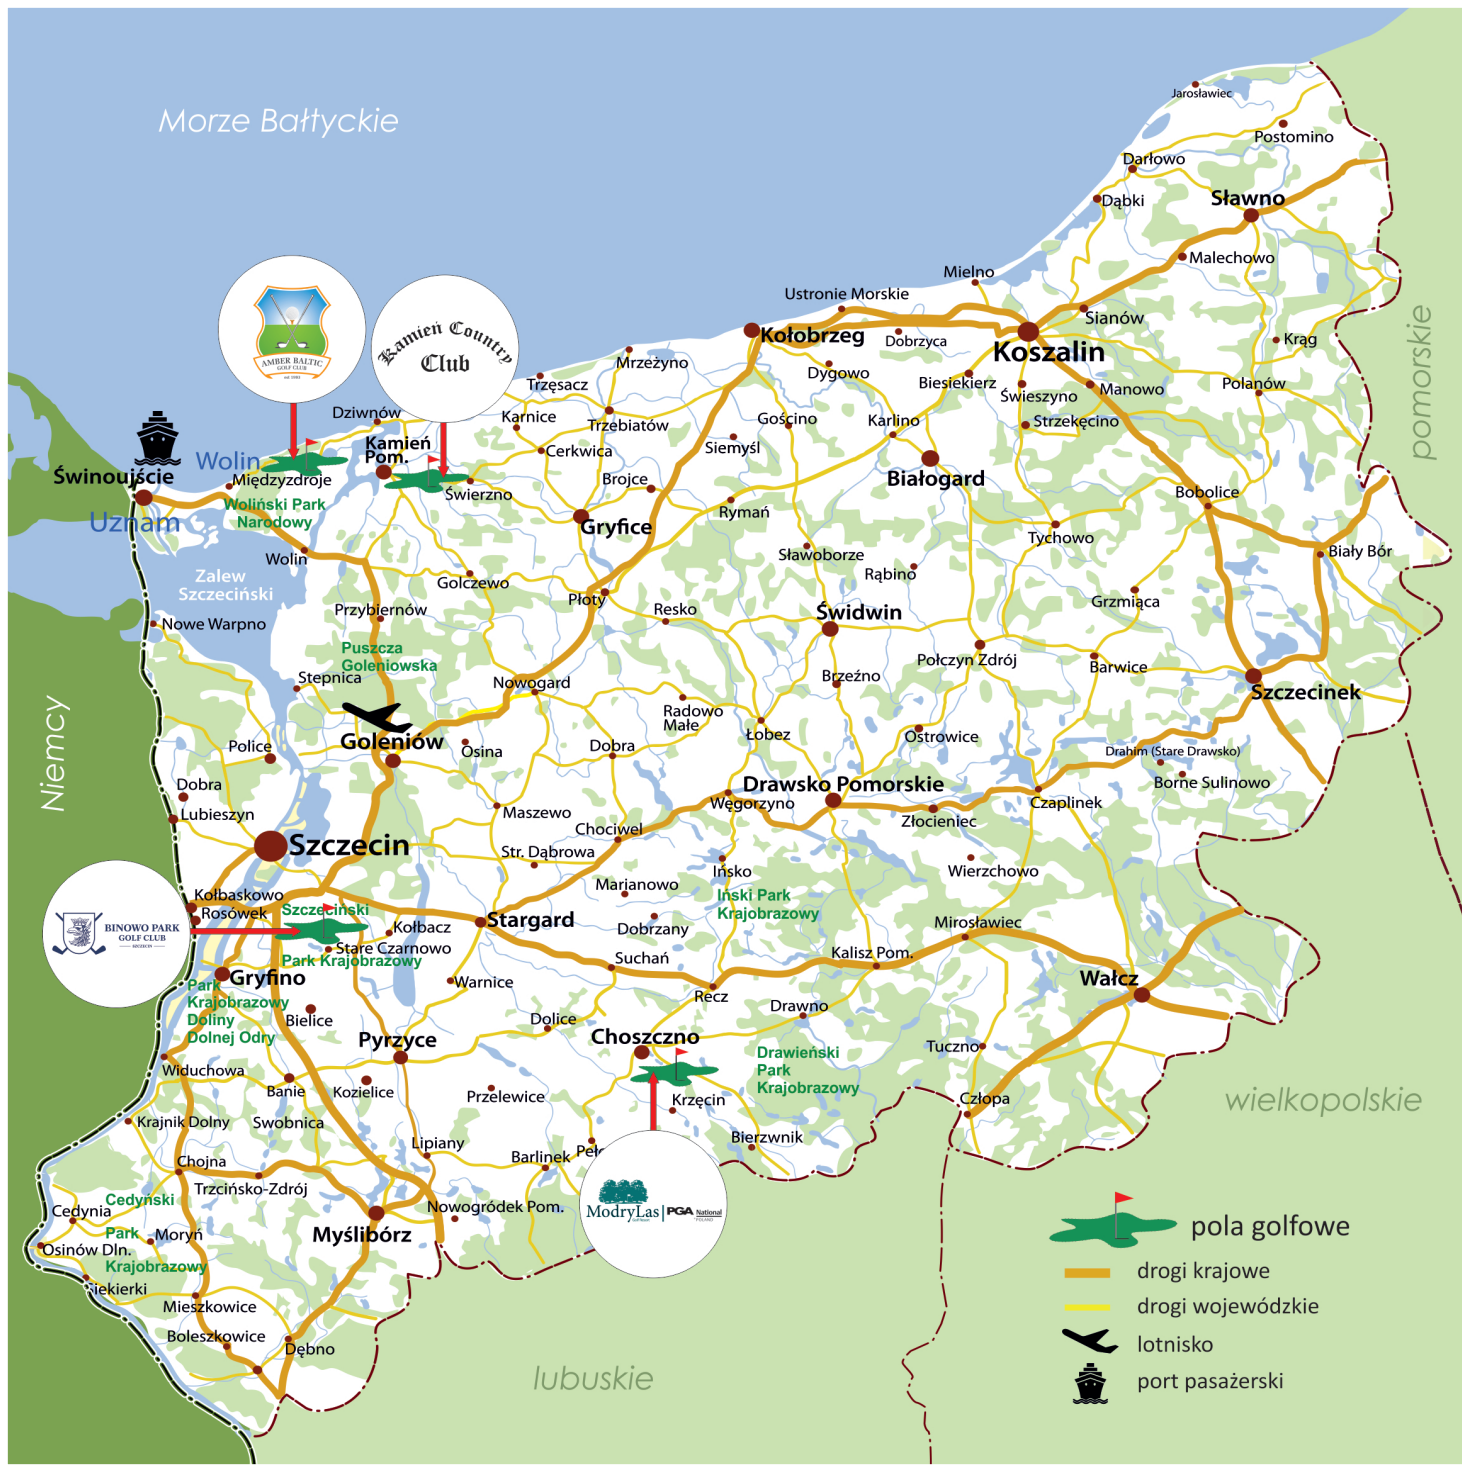 Morze Bałtyckie
Jarosławiec
Postomino
Darłowo
Sławno
Dąbki
Malechowo
Mielno
Ustronie Morskie
Sianów
Kołobrzeg
Dobrzyca
Koszalin
Krąg
pomorskie
AMBER BALTIC
GOLF CLUB
Kamień Country
Club
Mrzeżyno
Trzęsacz
Dygowo
Biesiekierz
Świeszyno
Manowo
Polanów
Dziwnów
Karnice
Trzebiatów
Gościno
Karlino
Strzękęcino
Kamień
Pom.
Cerkwica
Siemyśl
Wolin
Świnoujście
Międzyzdroje
Świerzno
Brojce
Białogard
Bobolice
Woliński Park
Narodowy
Uznam
Gryfice
Rymań
Tychowo
Biały Bór
Wolin
Sławoborze
Rąbino
Zalew
Szczeciński
Golczewo
Płoty
Resko
Grzmiąca
Przybiernów
Świdwin
Nowe Warpno
Puszcza
Goleniowska
Połczyn Zdrój
Barwice
Stepnica
Nowogard
Brzeźno
Szczecinek
Niemcy
Radowo
Małe
Łobez
Ostrowice
Goleniów
Police
Osina
Dobra
Drahim (Stare Drawsko)
Borne Sulinowo
Dobra
Drawsko Pomorskie
Węgorzyno
Czaplinek
Lubieszyn
Maszewo
Złocieniec
Chociwel
Szczecin
Str. Dąbrowa
Ińsko
Wierzchowo
Kołbaskowo
Marianowo
Iński Park
Krajobrazowy
Rosówek
Szczeciński
Stargard
Dobrzany
Mirosławiec
BINOWO PARK
GOLF CLUB
SZCZECIN
Kołbacz
Stare Czarnowo
Park Krajobrazowy
Suchań
Kalisz Pom.
Gryfino
Warnice
Recz
Wałcz
Park
Krajobrazowy
Doliny
Dolnej Odry
Bielice
Dolice
Drawno
Pyrzyce
Choszczno
Tuczno
Drawieński
Park
Krajobrazowy
Widuchowa
Banie
Kozielice
Przelewice
Krzęcin
Człopa
wielkopolskie
Krajnik Dolny
Swobnica
Lipiany
Bierzwnik
Barlinek
Peł
Chojna
Trzcińsko-Zdrój
Cedyński
Park
Krajobrazowy
Cedynia
Nowogródek Pom.
ModryLas
Golf Resort
PGA National
POLAND
Moryń
Myślibórz
Osinów Dln.
Siekierki
Mieszkowice
Boleszkowice
Dębno
lubuskie
pola golfowe
drogi krajowe
drogi wojewódzkie
lotnisko
port pasażerski